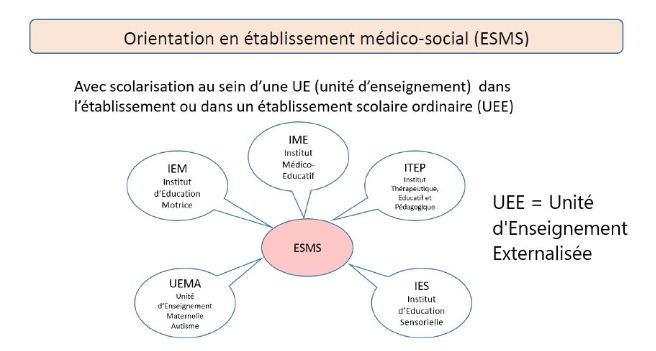 Orientation en établissement médico-social (ESMS)
Avec scolarisation au sein d'une UE (unité d'enseignement) dans
l'établissement ou dans un établissement scolaire ordinaire (UEE)
IME
Institut
Médico-
Educatif
IEM
Institut
d'Education
Motrice
ITEP
Institut
Thérapeutique,
Educatif et
Pédagogique
UEE = Unité
d'Enseignement
Externalisée
ESMS
UEMA
Unité
d'Enseignement
Maternelle
Autisme
IES
Institut
d'Education
Sensorielle